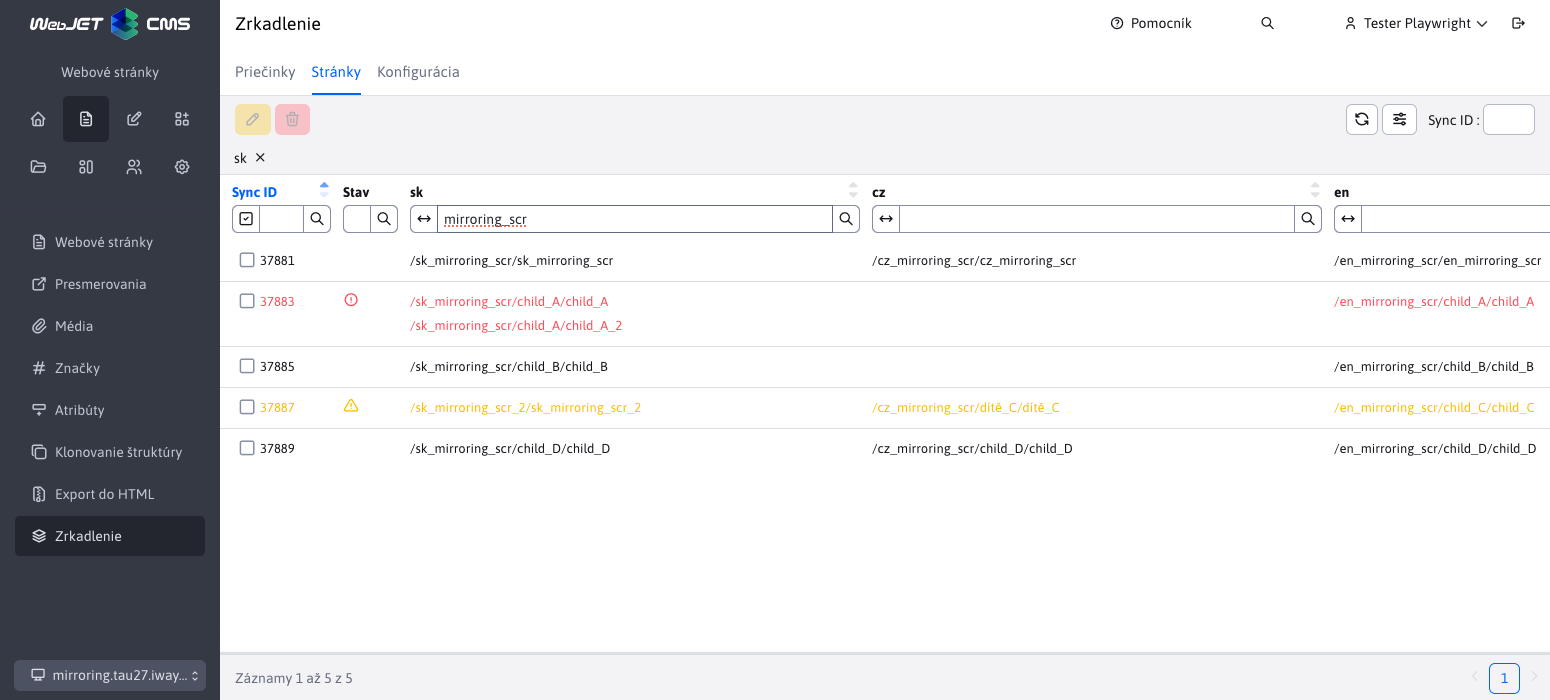 WebJET CMS
Zrkadlenie
Pomocník
Tester Playwright
Webové stránky
Priečinky Stránky Konfigurácia
Sync ID :
sk
Sync ID Stav sk cz en
mirroring_scr
37881 /sk_mirroring_scr/sk_mirroring_scr /cz_mirroring_scr/cz_mirroring_scr /en_mirroring_scr/en_mirroring_scr
37883 /sk_mirroring_scr/child_A/child_A /en_mirroring_scr/child_A/child_A
/sk_mirroring_scr/child_A/child_A_2
37885 /sk_mirroring_scr/child_B/child_B /en_mirroring_scr/child_B/child_B
37887 /sk_mirroring_scr_2/sk_mirroring_scr_2 /cz_mirroring_scr/dítě_C/dítě_C /en_mirroring_scr/child_C/child_C
37889 /sk_mirroring_scr/child_D/child_D /cz_mirroring_scr/child_D/child_D /en_mirroring_scr/child_D/child_D
Webové stránky
Presmerovania
Média
Značky
Atribúty
Klonovanie štruktúry
Export do HTML
Zrkadlenie
mirroring.tau27.iway...
Záznamy 1 až 5 z 5
1